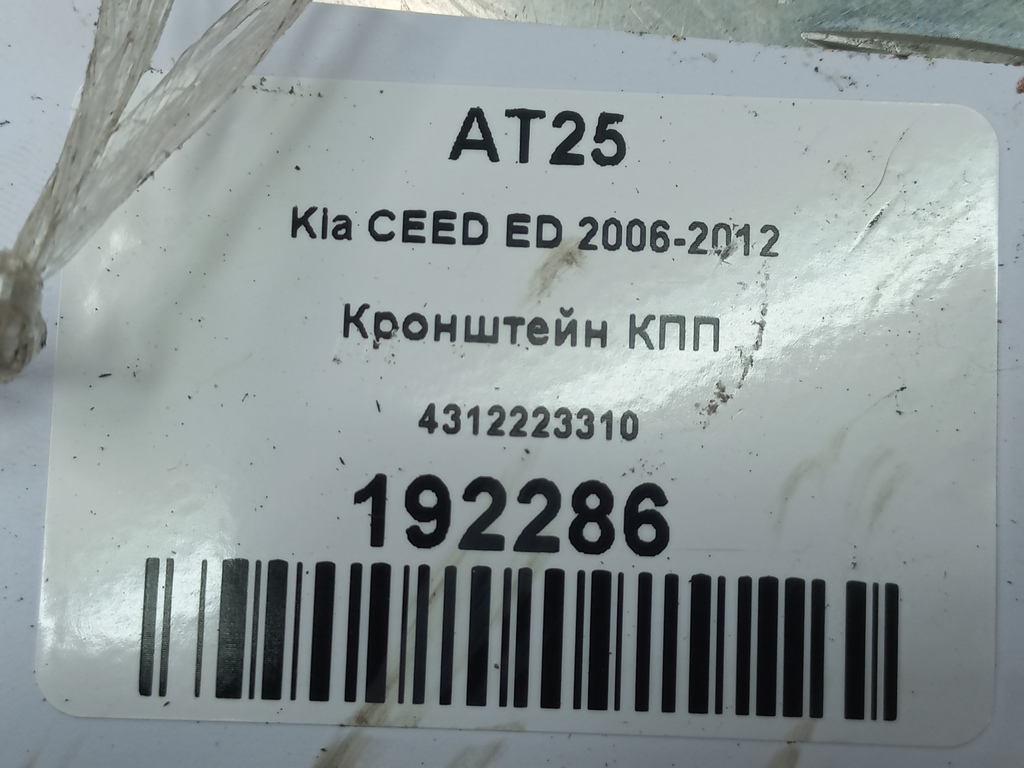 AT25
Kia CEED ED 2006-2012
Кронштейн КПП
4312223310
192286